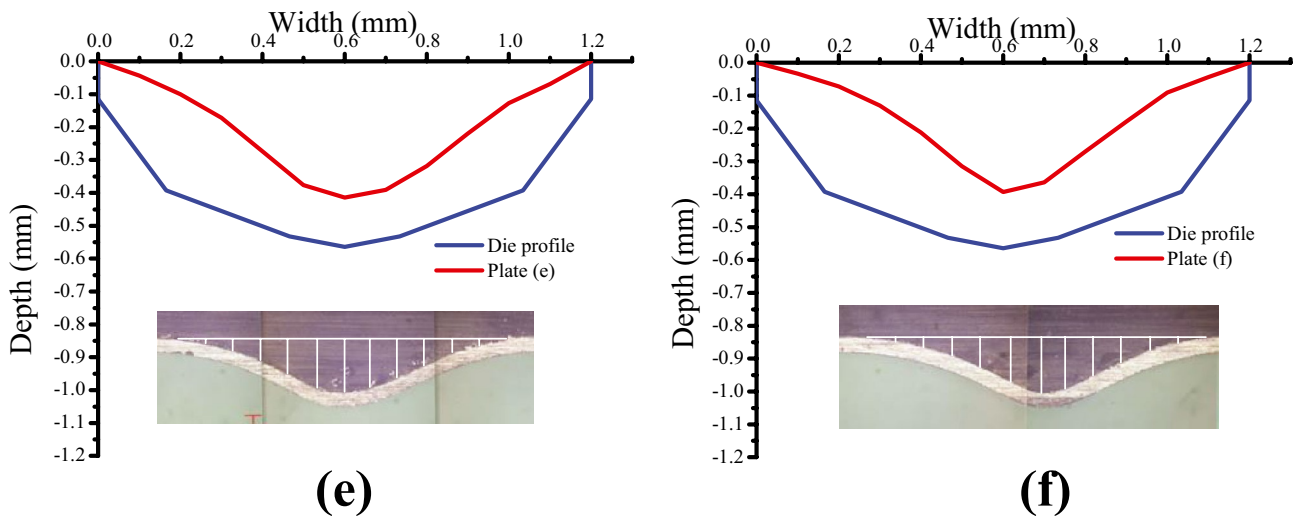 Width (mm)
0.0 0.2 0.4 0.6 0.8 1.0 1.2
0.0
-0.1
-0.2
-0.3
-0.4
-0.5
-0.6
-0.7
-0.8
-0.9
-1.0
-1.1
-1.2
Depth (mm)
Die profile
Plate (e)
(e)
Width (mm)
0.0 0.2 0.4 0.6 0.8 1.0 1.2
0.0
-0.1
-0.2
-0.3
-0.4
-0.5
-0.6
-0.7
-0.8
-0.9
-1.0
-1.1
-1.2
Depth (mm)
Die profile
Plate (f)
(f)